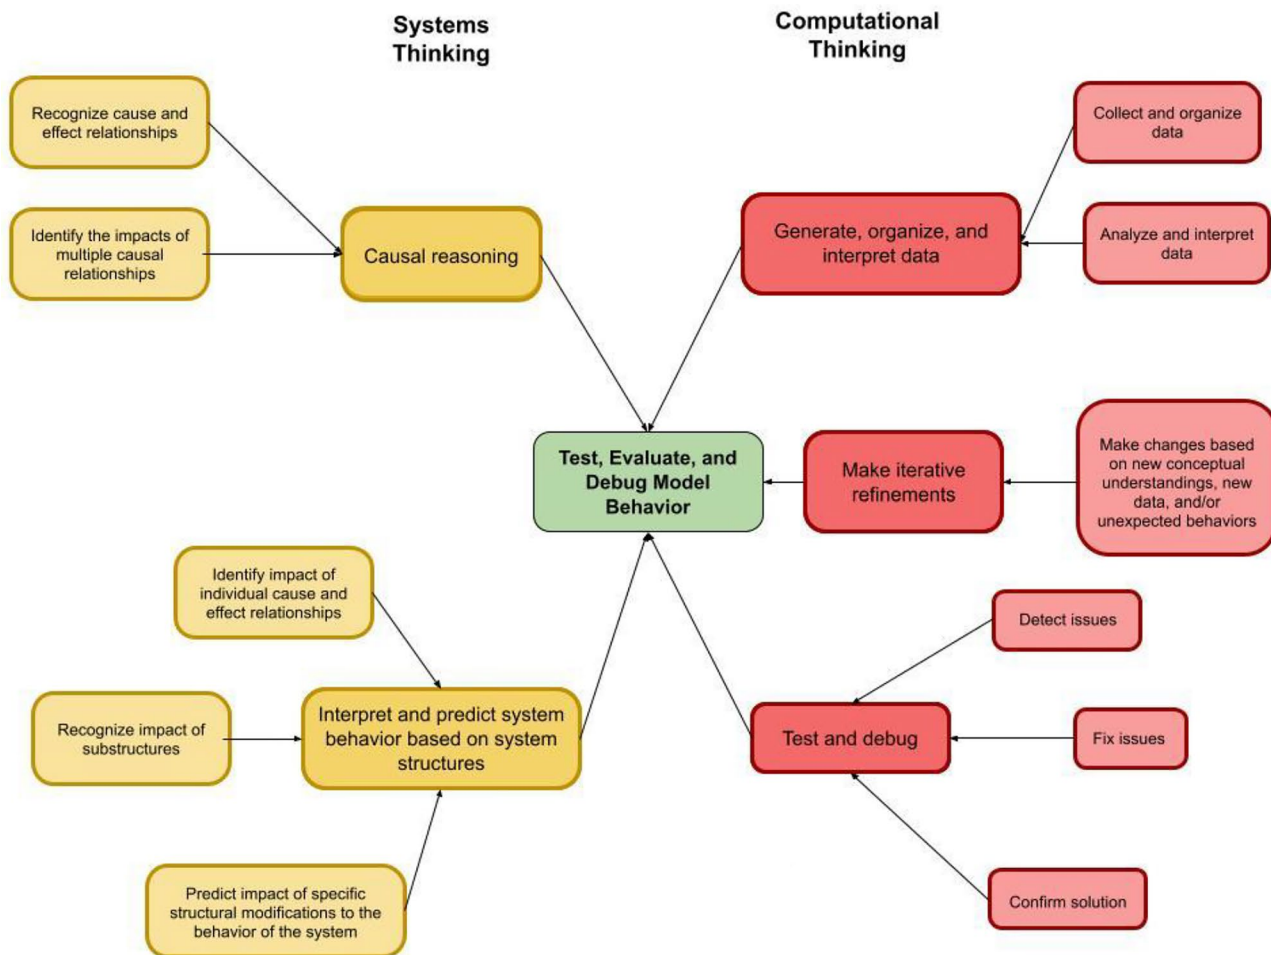 Systems
Thinking
Computational
Thinking
Recognize cause and
effect relationships
Collect and organize
data
Identify the impacts of
multiple causal
relationships
Causal reasoning
Generate, organize, and
interpret data
Analyze and interpret
data
Test, Evaluate, and
Debug Model
Behavior
Make iterative
refinements
Make changes based
on new conceptual
understandings, new
data, and/or
unexpected behaviors
Identify impact of
individual cause and
effect relationships
Detect issues
Recognize impact of
substructures
Interpret and predict system
behavior based on system
structures
Test and debug
Fix issues
Predict impact of specific
structural modifications to the
behavior of the system
Confirm solution